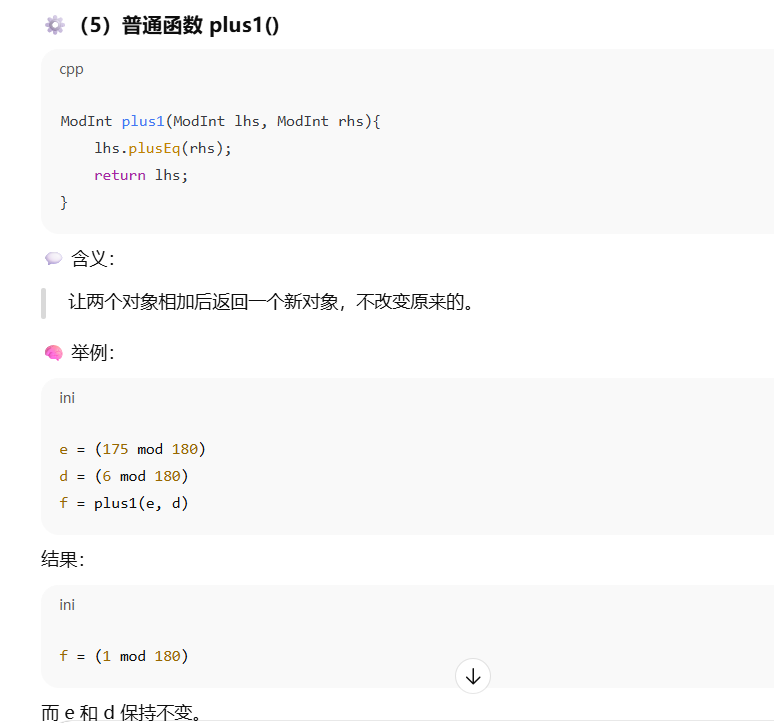 （5）普通函数 plus1()
cpp
ModInt plus1(ModInt lhs, ModInt rhs){
    lhs.plusEq(rhs);
    return lhs;
}
含义：
让两个对象相加后返回一个新对象，不改变原来的。
举例：
ini
e = (175 mod 180)
d = (6 mod 180)
f = plus1(e, d)
结果：
ini
f = (1 mod 180)
而 e 和 d 保持不变。